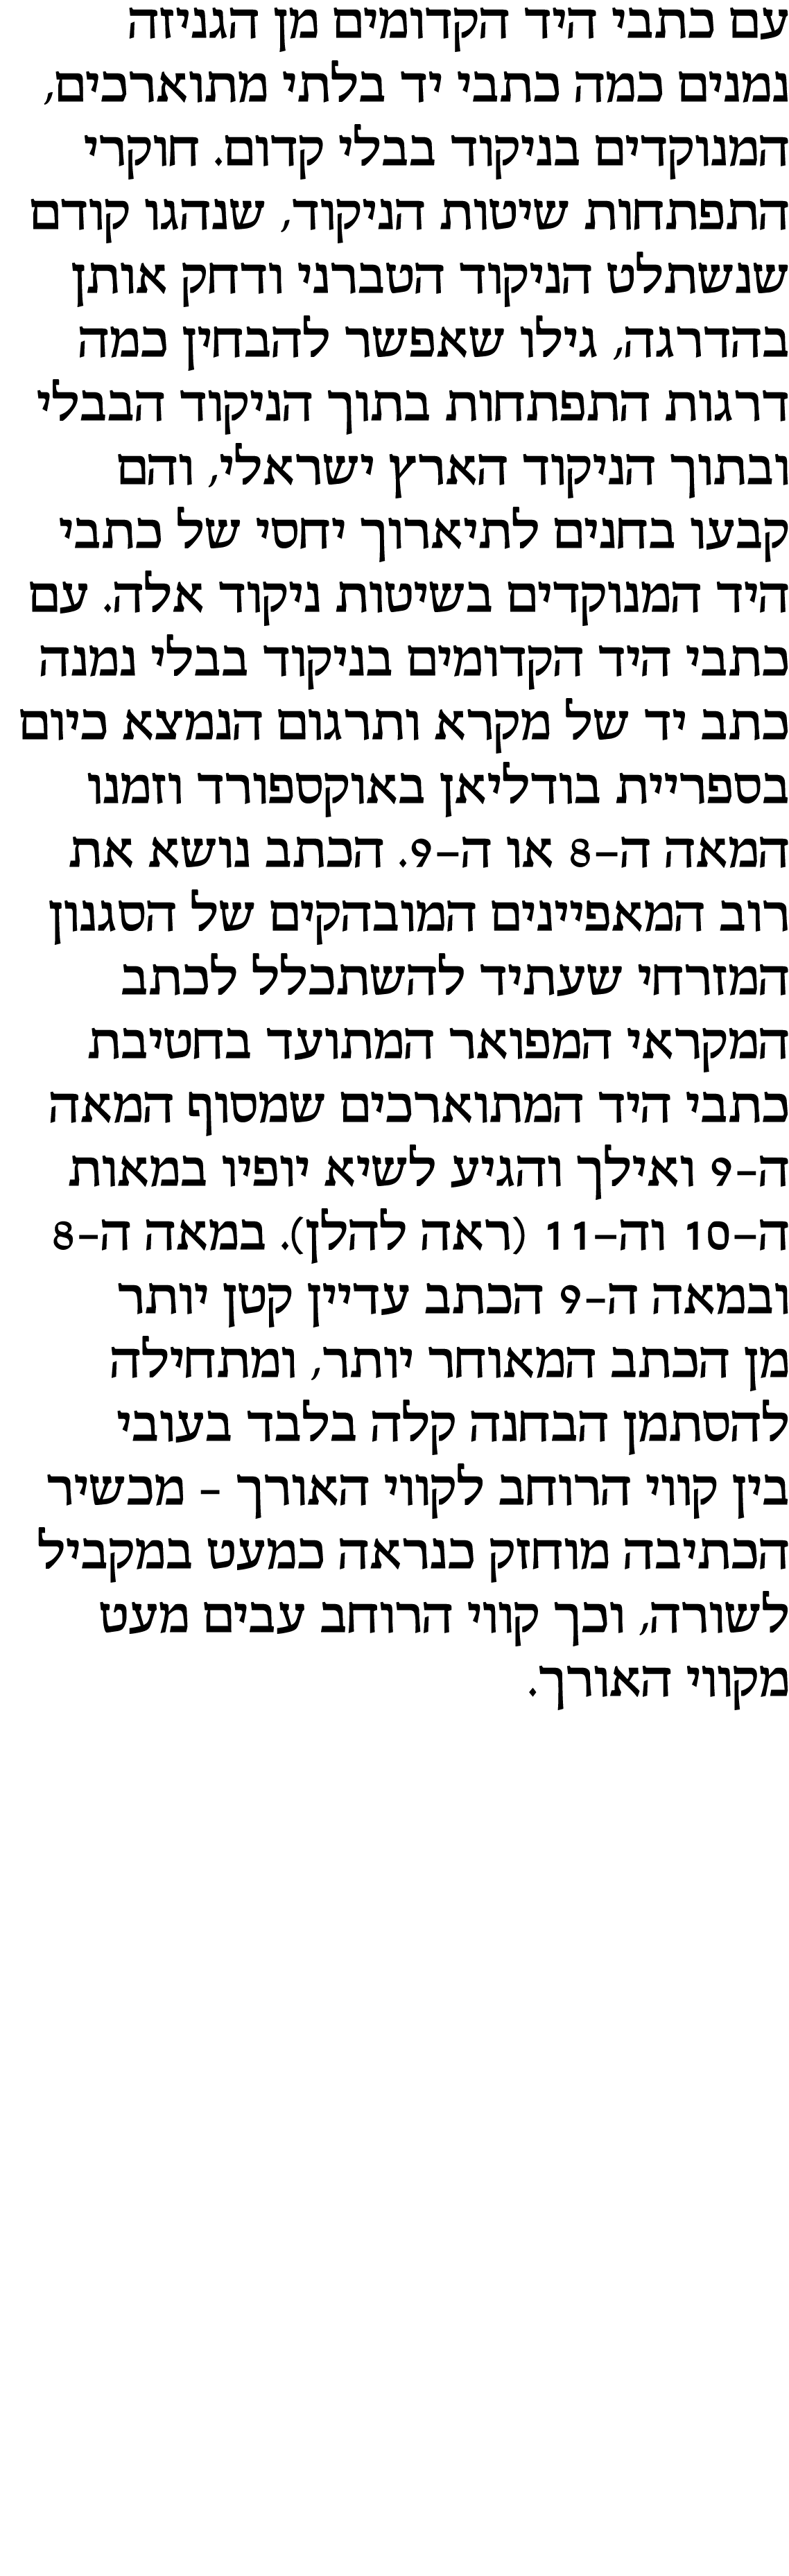 עם כתבי היד הקדומים מן הגניזה
נמנים כמה כתבי יד בלתי מתוארכים,
המנוקדים בניקוד בבלי קדום. חוקרי
התפתחות שיטות הניקוד, שנהגו קודם
שנשתלט הניקוד הטברני ודחק אותן
בהדרגה, גילו שאפשר להבחין כמה
דרגות התפתחות בתוך הניקוד הבבלי
ובתוך הניקוד הארץ ישראלי, והם
קבעו בחנים לתיארוך יחסי של כתבי
היד המנוקדים בשיטות ניקוד אלה. עם
כתבי היד הקדומים בניקוד בבלי נמנה
כתב יד של מקרא ותרגום הנמצא כיום
בספריית בודליאן באוקספורד וזמנו
המאה ה-8 או ה-9. הכתב נושא את
רוב המאפיינים המובהקים של הסגנון
המזרחי שעתיד להשתכלל לכתב
המקראי המפואר המתועד בחטיבת
כתבי היד המתוארכים שמסוף המאה
ה-9 ואילך והגיע לשיא יופיו במאות
ה-10 וה-11 (ראה להלן). במאה ה-8
ובמאה ה-9 הכתב עדיין קטן יותר
מן הכתב המאוחר יותר, ומתחילה
להסתמן הבחנה קלה בלבד בעובי
בין קווי הרוחב לקווי האורך - מכשיר
הכתיבה מוחזק כנראה כמעט במקביל
לשורה, וכך קווי הרוחב עבים מעט
מקווי האורך.